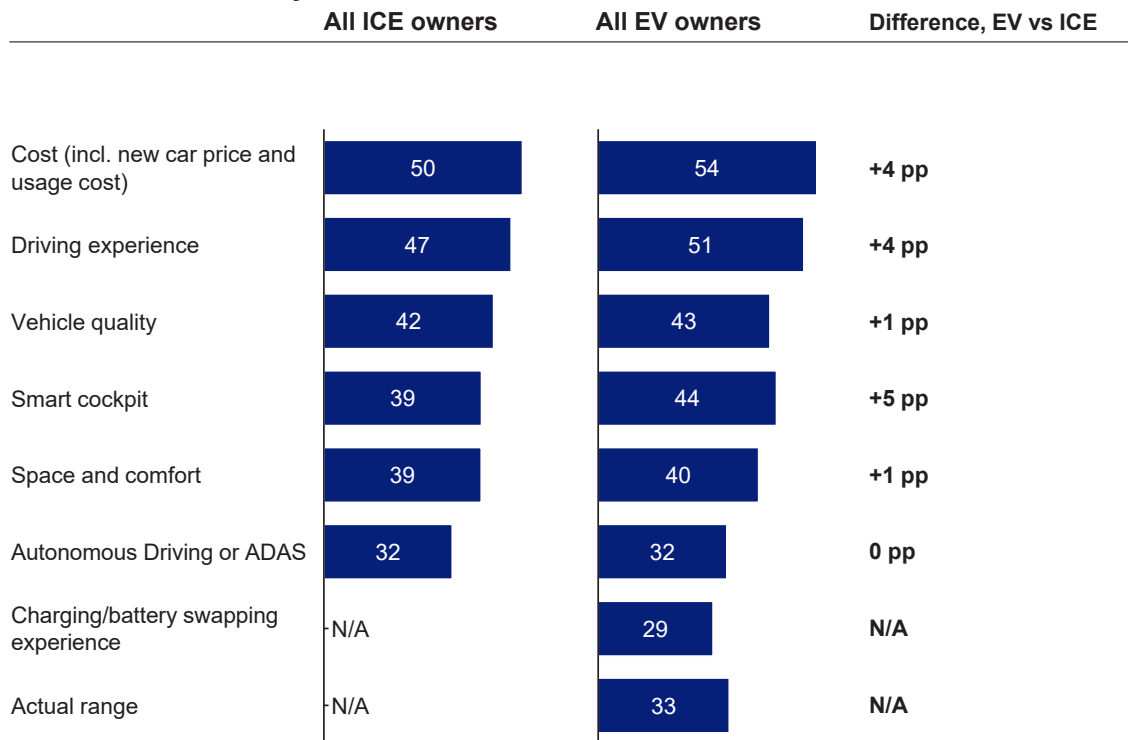 All ICE owners All EV owners Difference, EV vs ICE
Cost (incl. new car price and
usage cost) 50 54 +4 pp
Driving experience 47 51 +4 pp
Vehicle quality 42 43 +1 pp
Smart cockpit 39 44 +5 pp
Space and comfort 39 40 +1 pp
Autonomous Driving or ADAS 32 32 0 pp
Charging/battery swapping
experience N/A 29 N/A
Actual range N/A 33 N/A